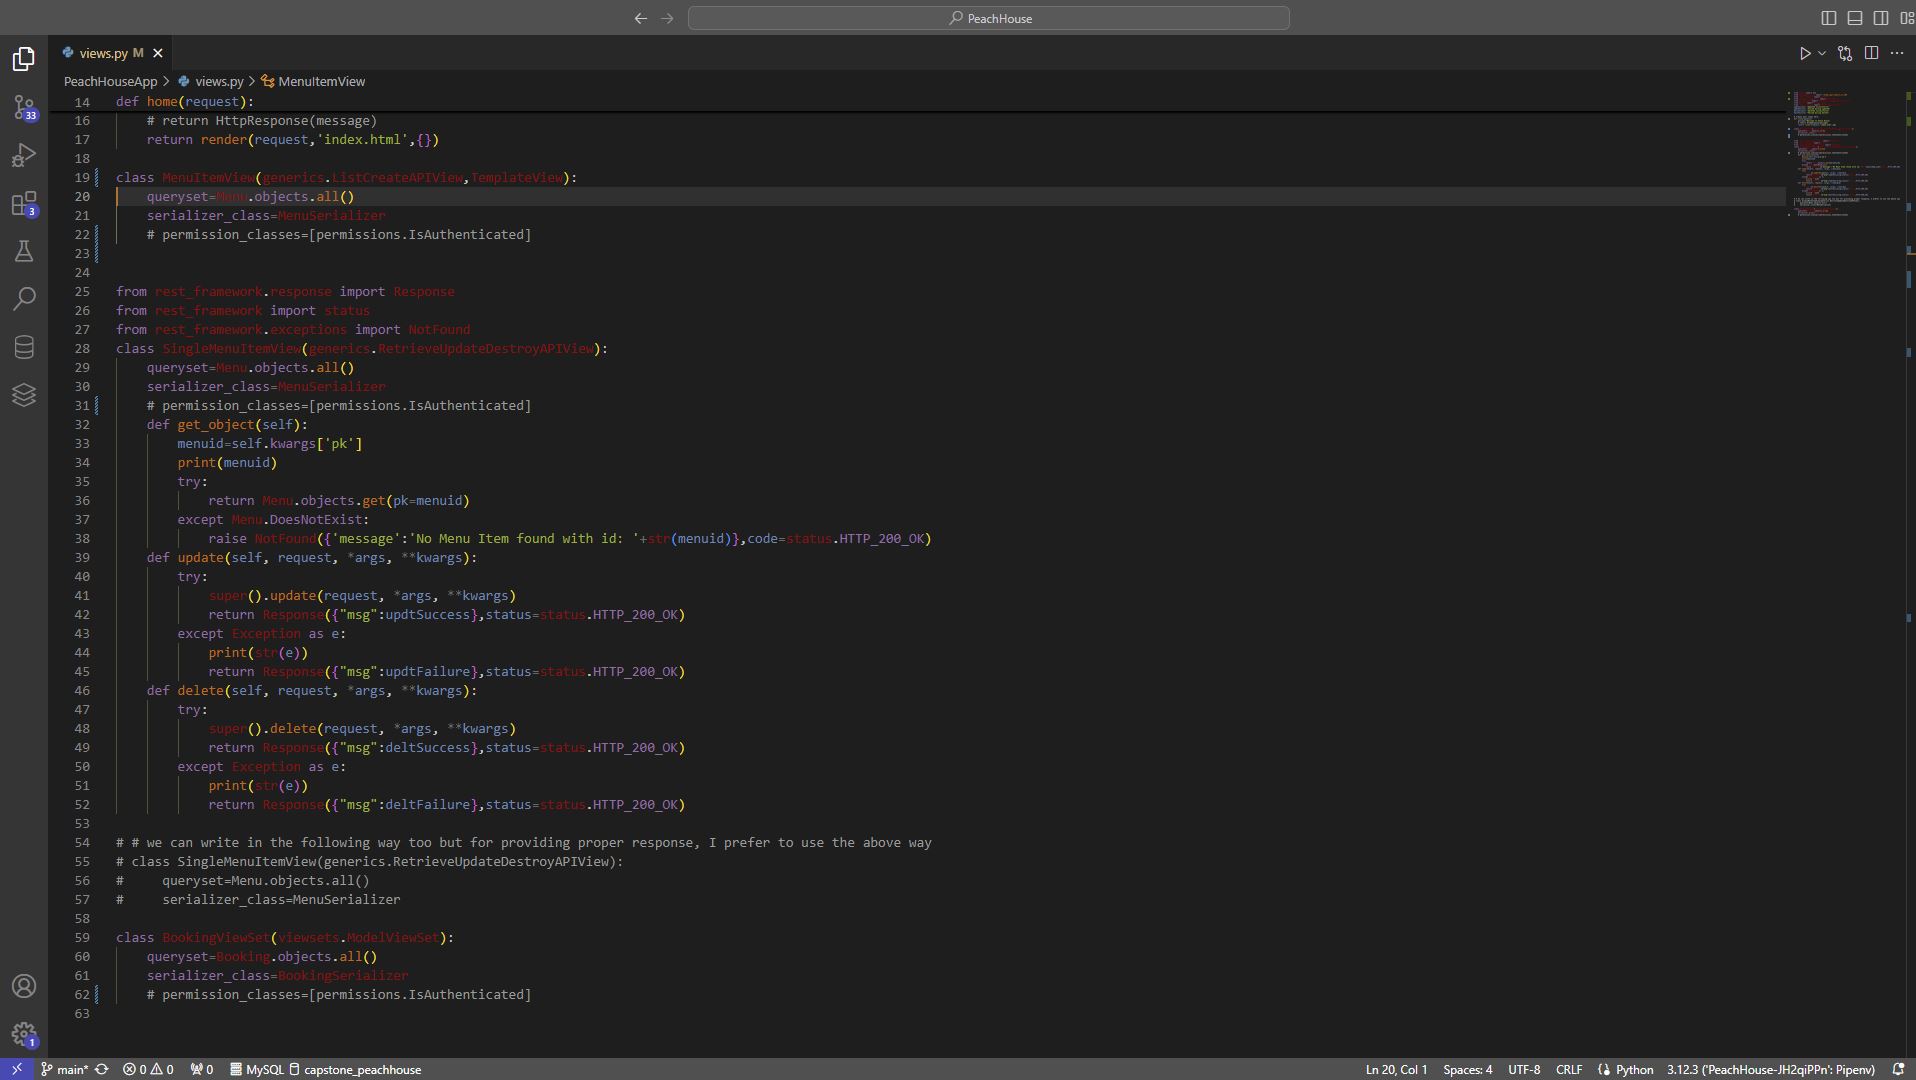 PeachHouse
views.py M
PeachHouseApp > views.py > MenuItemView
14 def home(request):
16     # return HttpResponse(message)
17     return render(request,'index.html',{})
18
19 class MenuItemView(generics.ListCreateAPIView,TemplateView):
20     queryset=Menu.objects.all()
21     serializer_class=MenuSerializer
22     # permission_classes=[permissions.IsAuthenticated]
23
24
25 from rest_framework.response import Response
26 from rest_framework import status
27 from rest_framework.exceptions import NotFound
28 class SingleMenuItemView(generics.RetrieveUpdateDestroyAPIView):
29     queryset=Menu.objects.all()
30     serializer_class=MenuSerializer
31     # permission_classes=[permissions.IsAuthenticated]
32     def get_object(self):
33         menuid=self.kwargs['pk']
34         print(menuid)
35         try:
36             return Menu.objects.get(pk=menuid)
37         except Menu.DoesNotExist:
38             raise NotFound({'message':'No Menu Item found with id: '+str(menuid)},code=status.HTTP_200_OK)
39     def update(self, request, *args, **kwargs):
40         try:
41             super().update(request, *args, **kwargs)
42             return Response({"msg":updtSuccess},status=status.HTTP_200_OK)
43         except Exception as e:
44             print(str(e))
45             return Response({"msg":updtFailure},status=status.HTTP_200_OK)
46     def delete(self, request, *args, **kwargs):
47         try:
48             super().delete(request, *args, **kwargs)
49             return Response({"msg":deltSuccess},status=status.HTTP_200_OK)
50         except Exception as e:
51             print(str(e))
52             return Response({"msg":deltFailure},status=status.HTTP_200_OK)
53
54 # # we can write in the following way too but for providing proper response, I prefer to use the above way
55 # class SingleMenuItemView(generics.RetrieveUpdateDestroyAPIView):
56 #     queryset=Menu.objects.all()
57 #     serializer_class=MenuSerializer
58
59 class BookingViewSet(viewsets.ModelViewSet):
60     queryset=Booking.objects.all()
61     serializer_class=BookingSerializer
62     # permission_classes=[permissions.IsAuthenticated]
63
33
3
1
main* 0 0 0 MySQL capstone_peachhouse Ln 20, Col 1 Spaces: 4 UTF-8 CRLF Python 3.12.3 ('PeachHouse-JH2qiPPn': Pipenv)